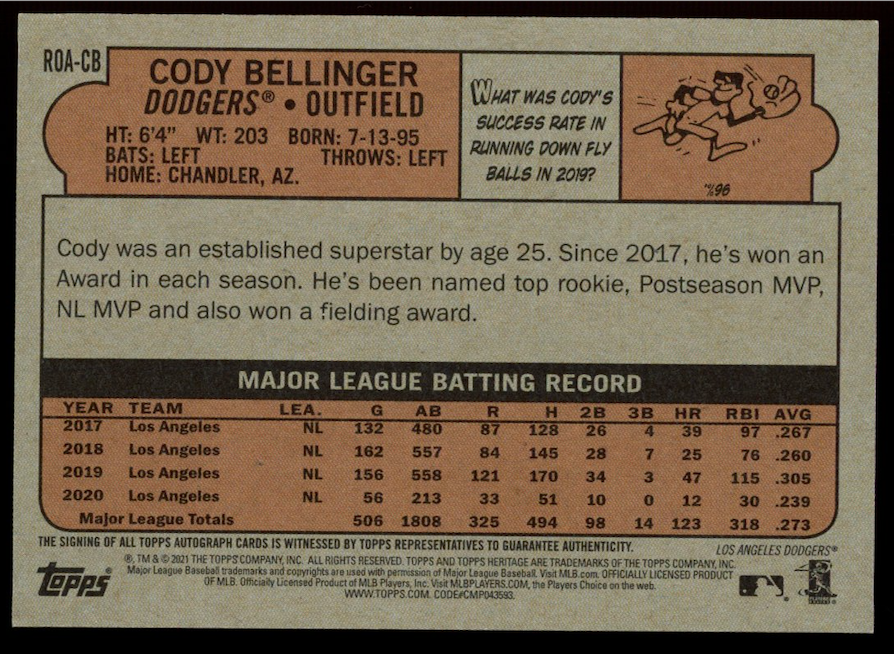 ROA-CB
CODY BELLINGER
DODGERS® • OUTFIELD
HT: 6'4" WT: 203 BORN: 7-13-95
BATS: LEFT THROWS: LEFT
HOME: CHANDLER, AZ.
WHAT WAS CODY'S
SUCCESS RATE IN
RUNNING DOWN FLY
BALLS IN 2019?
%96
Cody was an established superstar by age 25. Since 2017, he's won an
Award in each season. He's been named top rookie, Postseason MVP,
NL MVP and also won a fielding award.
MAJOR LEAGUE BATTING RECORD
YEAR TEAM LEA. G AB R H 2B 3B HR RBI AVG
2017 Los Angeles NL 132 480 87 128 26 4 39 97 .267
2018 Los Angeles NL 162 557 84 145 28 7 25 76 .260
2019 Los Angeles NL 156 558 121 170 34 3 47 115 .305
2020 Los Angeles NL 56 213 33 51 10 0 12 30 .239
Major League Totals 506 1808 325 494 98 14 123 318 .273
THE SIGNING OF ALL TOPPS AUTOGRAPH CARDS IS WITNESSED BY TOPPS REPRESENTATIVES TO GUARANTEE AUTHENTICITY.
LOS ANGELES DODGERS®
®, TM & © 2021 THE TOPPS COMPANY, INC. ALL RIGHTS RESERVED. TOPPS AND TOPPS HERITAGE ARE TRADEMARKS OF THE TOPPS COMPANY, INC.
Major League Baseball trademarks and copyrights are used with permission of Major League Baseball. Visit MLB.com. OFFICIALLY LICENSED PRODUCT
OF MLB. Officially Licensed Product of MLB Players, Inc. Visit MLBPLAYERS.COM, the Players Choice on the web.
WWW.TOPPS.COM. CODE#CMP043593.
Topps®